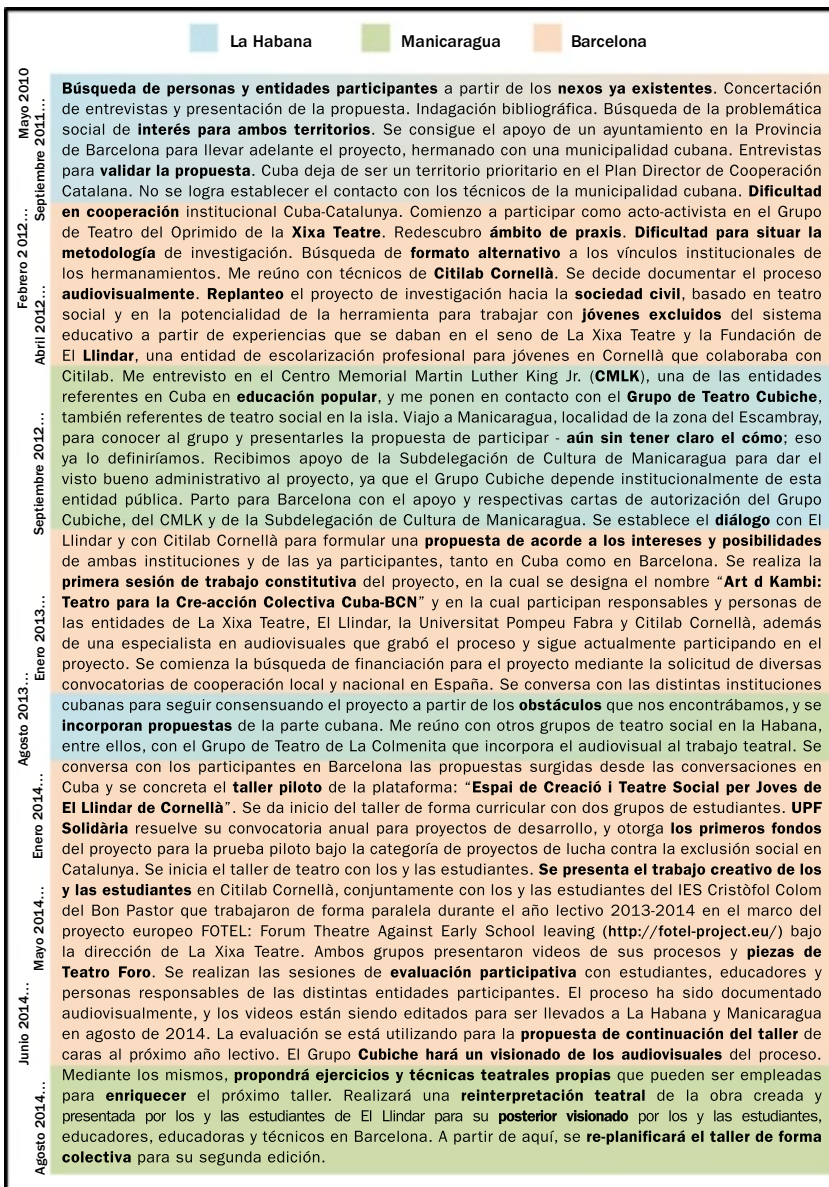 La Habana
Manicaragua
Barcelona
Mayo 2010
Septiembre 2011...
Febrero 2 012...
Abril 2012...
Septiembre 2012...
Enero 2013...
Agosto 2013...
Enero 2014...
Mayo 2014...
Junio 2014...
Agosto 2014...
Búsqueda de personas y entidades participantes a partir de los nexos ya existentes. Concertación
de entrevistas y presentación de la propuesta. Indagación bibliográfica. Búsqueda de la problemática
social de interés para ambos territorios. Se consigue el apoyo de un ayuntamiento en la Provincia
de Barcelona para llevar adelante el proyecto, hermanado con una municipalidad cubana. Entrevistas
para validar la propuesta. Cuba deja de ser un territorio prioritario en el Plan Director de Cooperación
Catalana. No se logra establecer el contacto con los técnicos de la municipalidad cubana. Dificultad
en cooperación institucional Cuba-Catalunya. Comienzo a participar como acto-activista en el Grupo
de Teatro del Oprimido de la Xixa Teatre. Redescubro ámbito de praxis. Dificultad para situar la
metodología de investigación. Búsqueda de formato alternativo a los vínculos institucionales de
los hermanamientos. Me reúno con técnicos de Citilab Cornellà. Se decide documentar el proceso
audiovisualmente. Replanteo el proyecto de investigación hacia la sociedad civil, basado en teatro
social y en la potencialidad de la herramienta para trabajar con jóvenes excluidos del sistema
educativo a partir de experiencias que se daban en el seno de La Xixa Teatre y la Fundación de
El Llindar, una entidad de escolarización profesional para jóvenes en Cornellà que colaboraba con
Citilab. Me entrevisto en el Centro Memorial Martin Luther King Jr. (CMLK), una de las entidades
referentes en Cuba en educación popular, y me ponen en contacto con el Grupo de Teatro Cubiche,
también referentes de teatro social en la isla. Viajo a Manicaragua, localidad de la zona del Escambray,
para conocer al grupo y presentarles la propuesta de participar - aún sin tener claro el cómo; eso
ya lo definiríamos. Recibimos apoyo de la Subdelegación de Cultura de Manicaragua para dar el
visto bueno administrativo al proyecto, ya que el Grupo Cubiche depende institucionalmente de esta
entidad pública. Parto para Barcelona con el apoyo y respectivas cartas de autorización del Grupo
Cubiche, del CMLK y de la Subdelegación de Cultura de Manicaragua. Se establece el diálogo con El
Llindar y con Citilab Cornellà para formular una propuesta de acorde a los intereses y posibilidades
de ambas instituciones y de las ya participantes, tanto en Cuba como en Barcelona. Se realiza la
primera sesión de trabajo constitutiva del proyecto, en la cual se designa el nombre “Art d Kambi:
Teatro para la Cre-acción Colectiva Cuba-BCN” y en la cual participan responsables y personas de
las entidades de La Xixa Teatre, El Llindar, la Universitat Pompeu Fabra y Citilab Cornellà, además
de una especialista en audiovisuales que grabó el proceso y sigue actualmente participando en el
proyecto. Se comienza la búsqueda de financiación para el proyecto mediante la solicitud de diversas
convocatorias de cooperación local y nacional en España. Se conversa con las distintas instituciones
cubanas para seguir consensuando el proyecto a partir de los obstáculos que nos encontrábamos, y se
incorporan propuestas de la parte cubana. Me reúno con otros grupos de teatro social en la Habana,
entre ellos, con el Grupo de Teatro de La Colmenita que incorpora el audiovisual al trabajo teatral. Se
conversa con los participantes en Barcelona las propuestas surgidas desde las conversaciones en
Cuba y se concreta el taller piloto de la plataforma: “Espai de Creació i Teatre Social per Joves de
El Llindar de Cornellà”. Se da inicio del taller de forma curricular con dos grupos de estudiantes. UPF
Solidària resuelve su convocatoria anual para proyectos de desarrollo, y otorga los primeros fondos
del proyecto para la prueba piloto bajo la categoría de proyectos de lucha contra la exclusión social en
Catalunya. Se inicia el taller de teatro con los y las estudiantes. Se presenta el trabajo creativo de los
y las estudiantes en Citilab Cornellà, conjuntamente con los y las estudiantes del IES Cristòfol Colom
del Bon Pastor que trabajaron de forma paralela durante el año lectivo 2013-2014 en el marco del
proyecto europeo FOTEL: Forum Theatre Against Early School leaving (http://fotel-project.eu/) bajo
la dirección de La Xixa Teatre. Ambos grupos presentaron videos de sus procesos y piezas de
Teatro Foro. Se realizan las sesiones de evaluación participativa con estudiantes, educadores y
personas responsables de las distintas entidades participantes. El proceso ha sido documentado
audiovisualmente, y los videos están siendo editados para ser llevados a La Habana y Manicaragua
en agosto de 2014. La evaluación se está utilizando para la propuesta de continuación del taller de
caras al próximo año lectivo. El Grupo Cubiche hará un visionado de los audiovisuales del proceso.
Mediante los mismos, propondrá ejercicios y técnicas teatrales propias que pueden ser empleadas
para enriquecer el próximo taller. Realizará una reinterpretación teatral de la obra creada y
presentada por los y las estudiantes de El Llindar para su posterior visionado por los y las estudiantes,
educadores, educadoras y técnicos en Barcelona. A partir de aquí, se re-planificará el taller de forma
colectiva para su segunda edición.